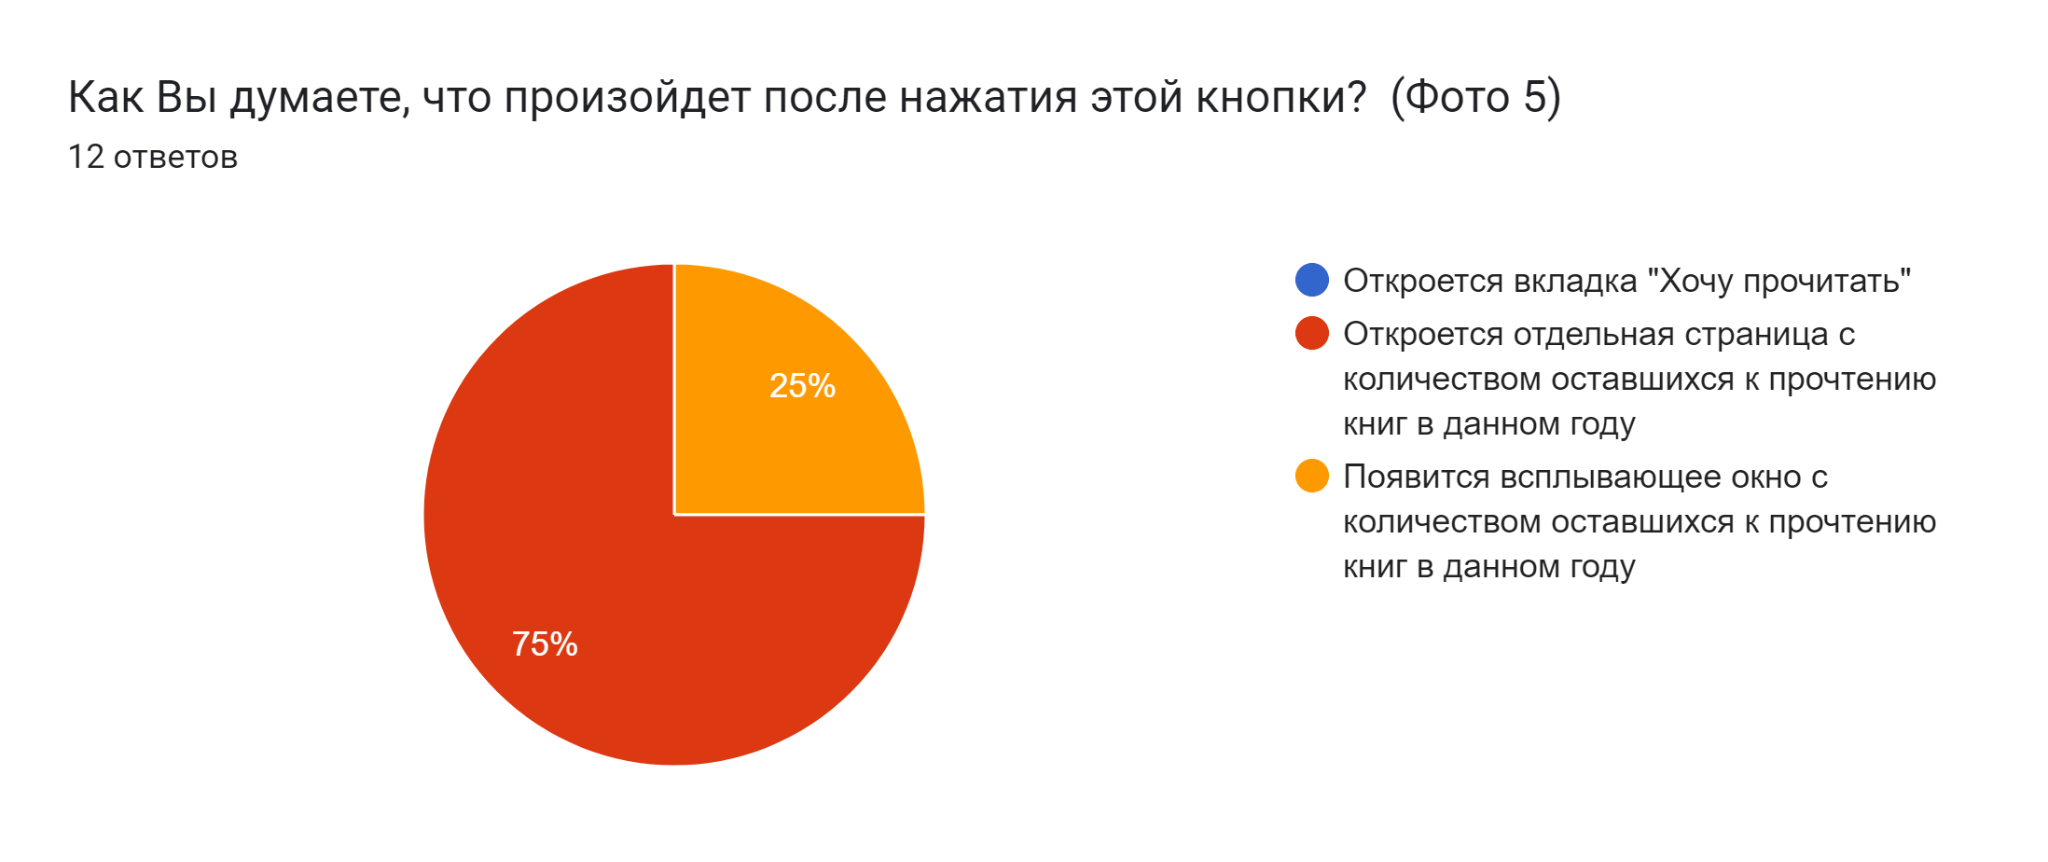 Как Вы думаете, что произойдет после нажатия этой кнопки?  (Фото 5)
12 ответов
25%
75%
Откроется вкладка "Хочу прочитать"
Откроется отдельная страница с
количеством оставшихся к прочтению
книг в данном году
Появится всплывающее окно с
количеством оставшихся к прочтению
книг в данном году